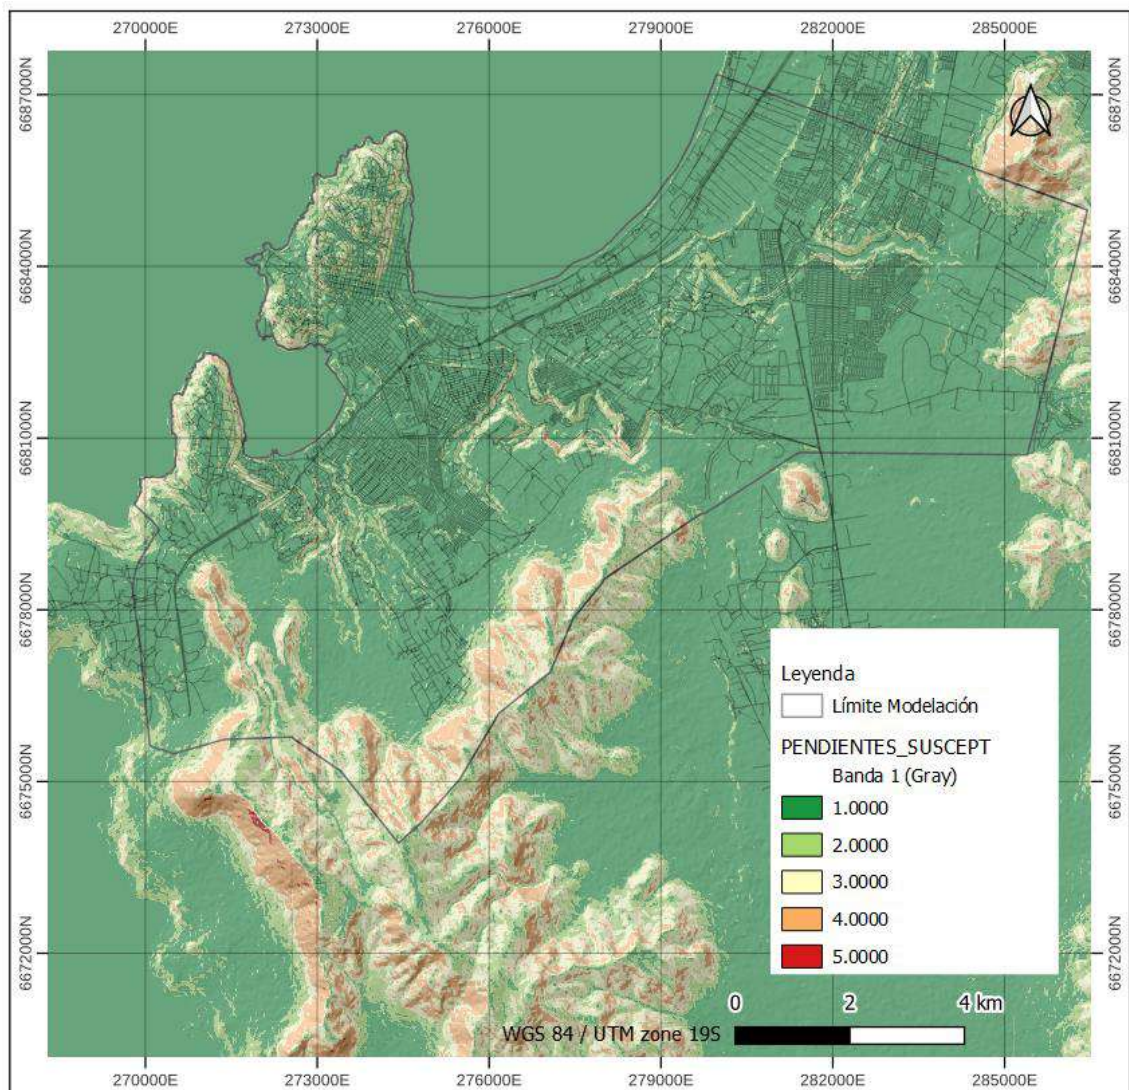 270000E 273000E 276000E 279000E 282000E 285000E
6687000N 6687000N
6684000N 6684000N
6681000N 6681000N
6678000N 6678000N
6675000N 6675000N
6672000N 6672000N
Leyenda
Límite Modelación
PENDIENTES_SUSCEPT
Banda 1 (Gray)
1.0000
2.0000
3.0000
4.0000
5.0000
0 2 4 km
WGS 84 / UTM zone 19S
270000E 273000E 276000E 279000E 282000E 285000E